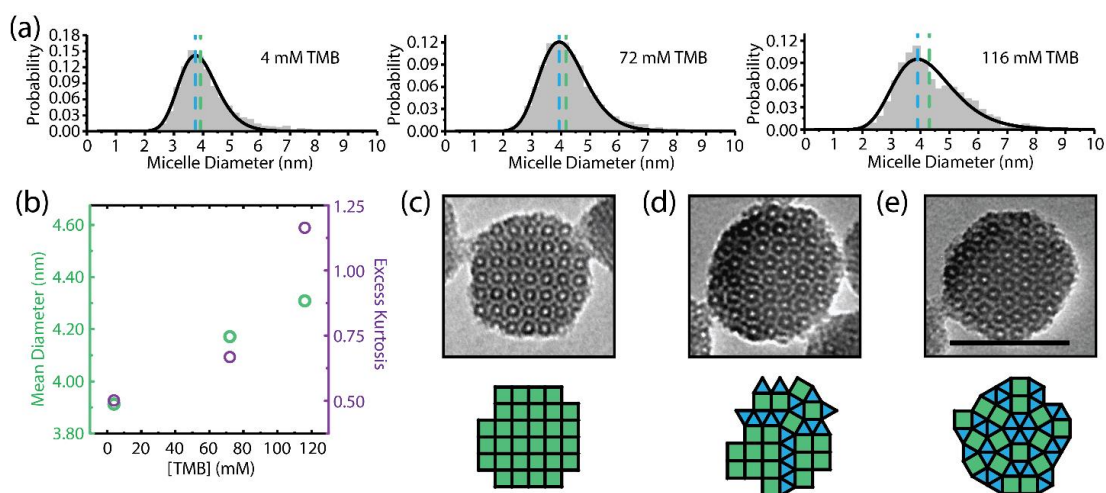 (a)
Probability
0.18
0.15
0.12
0.09
0.06
0.03
0.00
4 mM TMB
0 1 2 3 4 5 6 7 8 9 10
Micelle Diameter (nm)
Probability
0.12
0.09
0.06
0.03
0.00
72 mM TMB
0 1 2 3 4 5 6 7 8 9 10
Micelle Diameter (nm)
Probability
0.15
0.12
0.09
0.06
0.03
0.00
116 mM TMB
0 1 2 3 4 5 6 7 8 9 10
Micelle Diameter (nm)
(b)
Mean Diameter (nm)
4.60
4.40
4.20
4.00
3.80
Excess Kurtosis
1.25
1.00
0.75
0.50
0 20 40 60 80 100 120
[TMB] (mM)
(c)
(d)
(e)